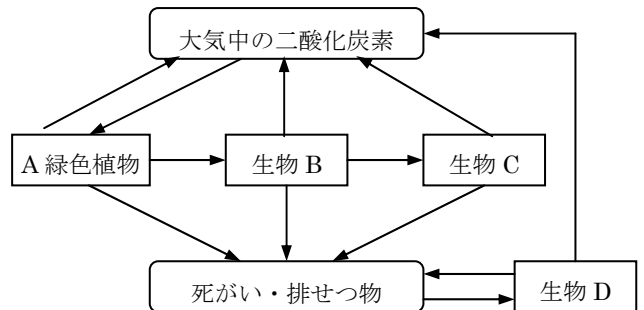 大気中の二酸化炭素
A 緑色植物
生物 B
生物 C
死がい・排せつ物
生物 D